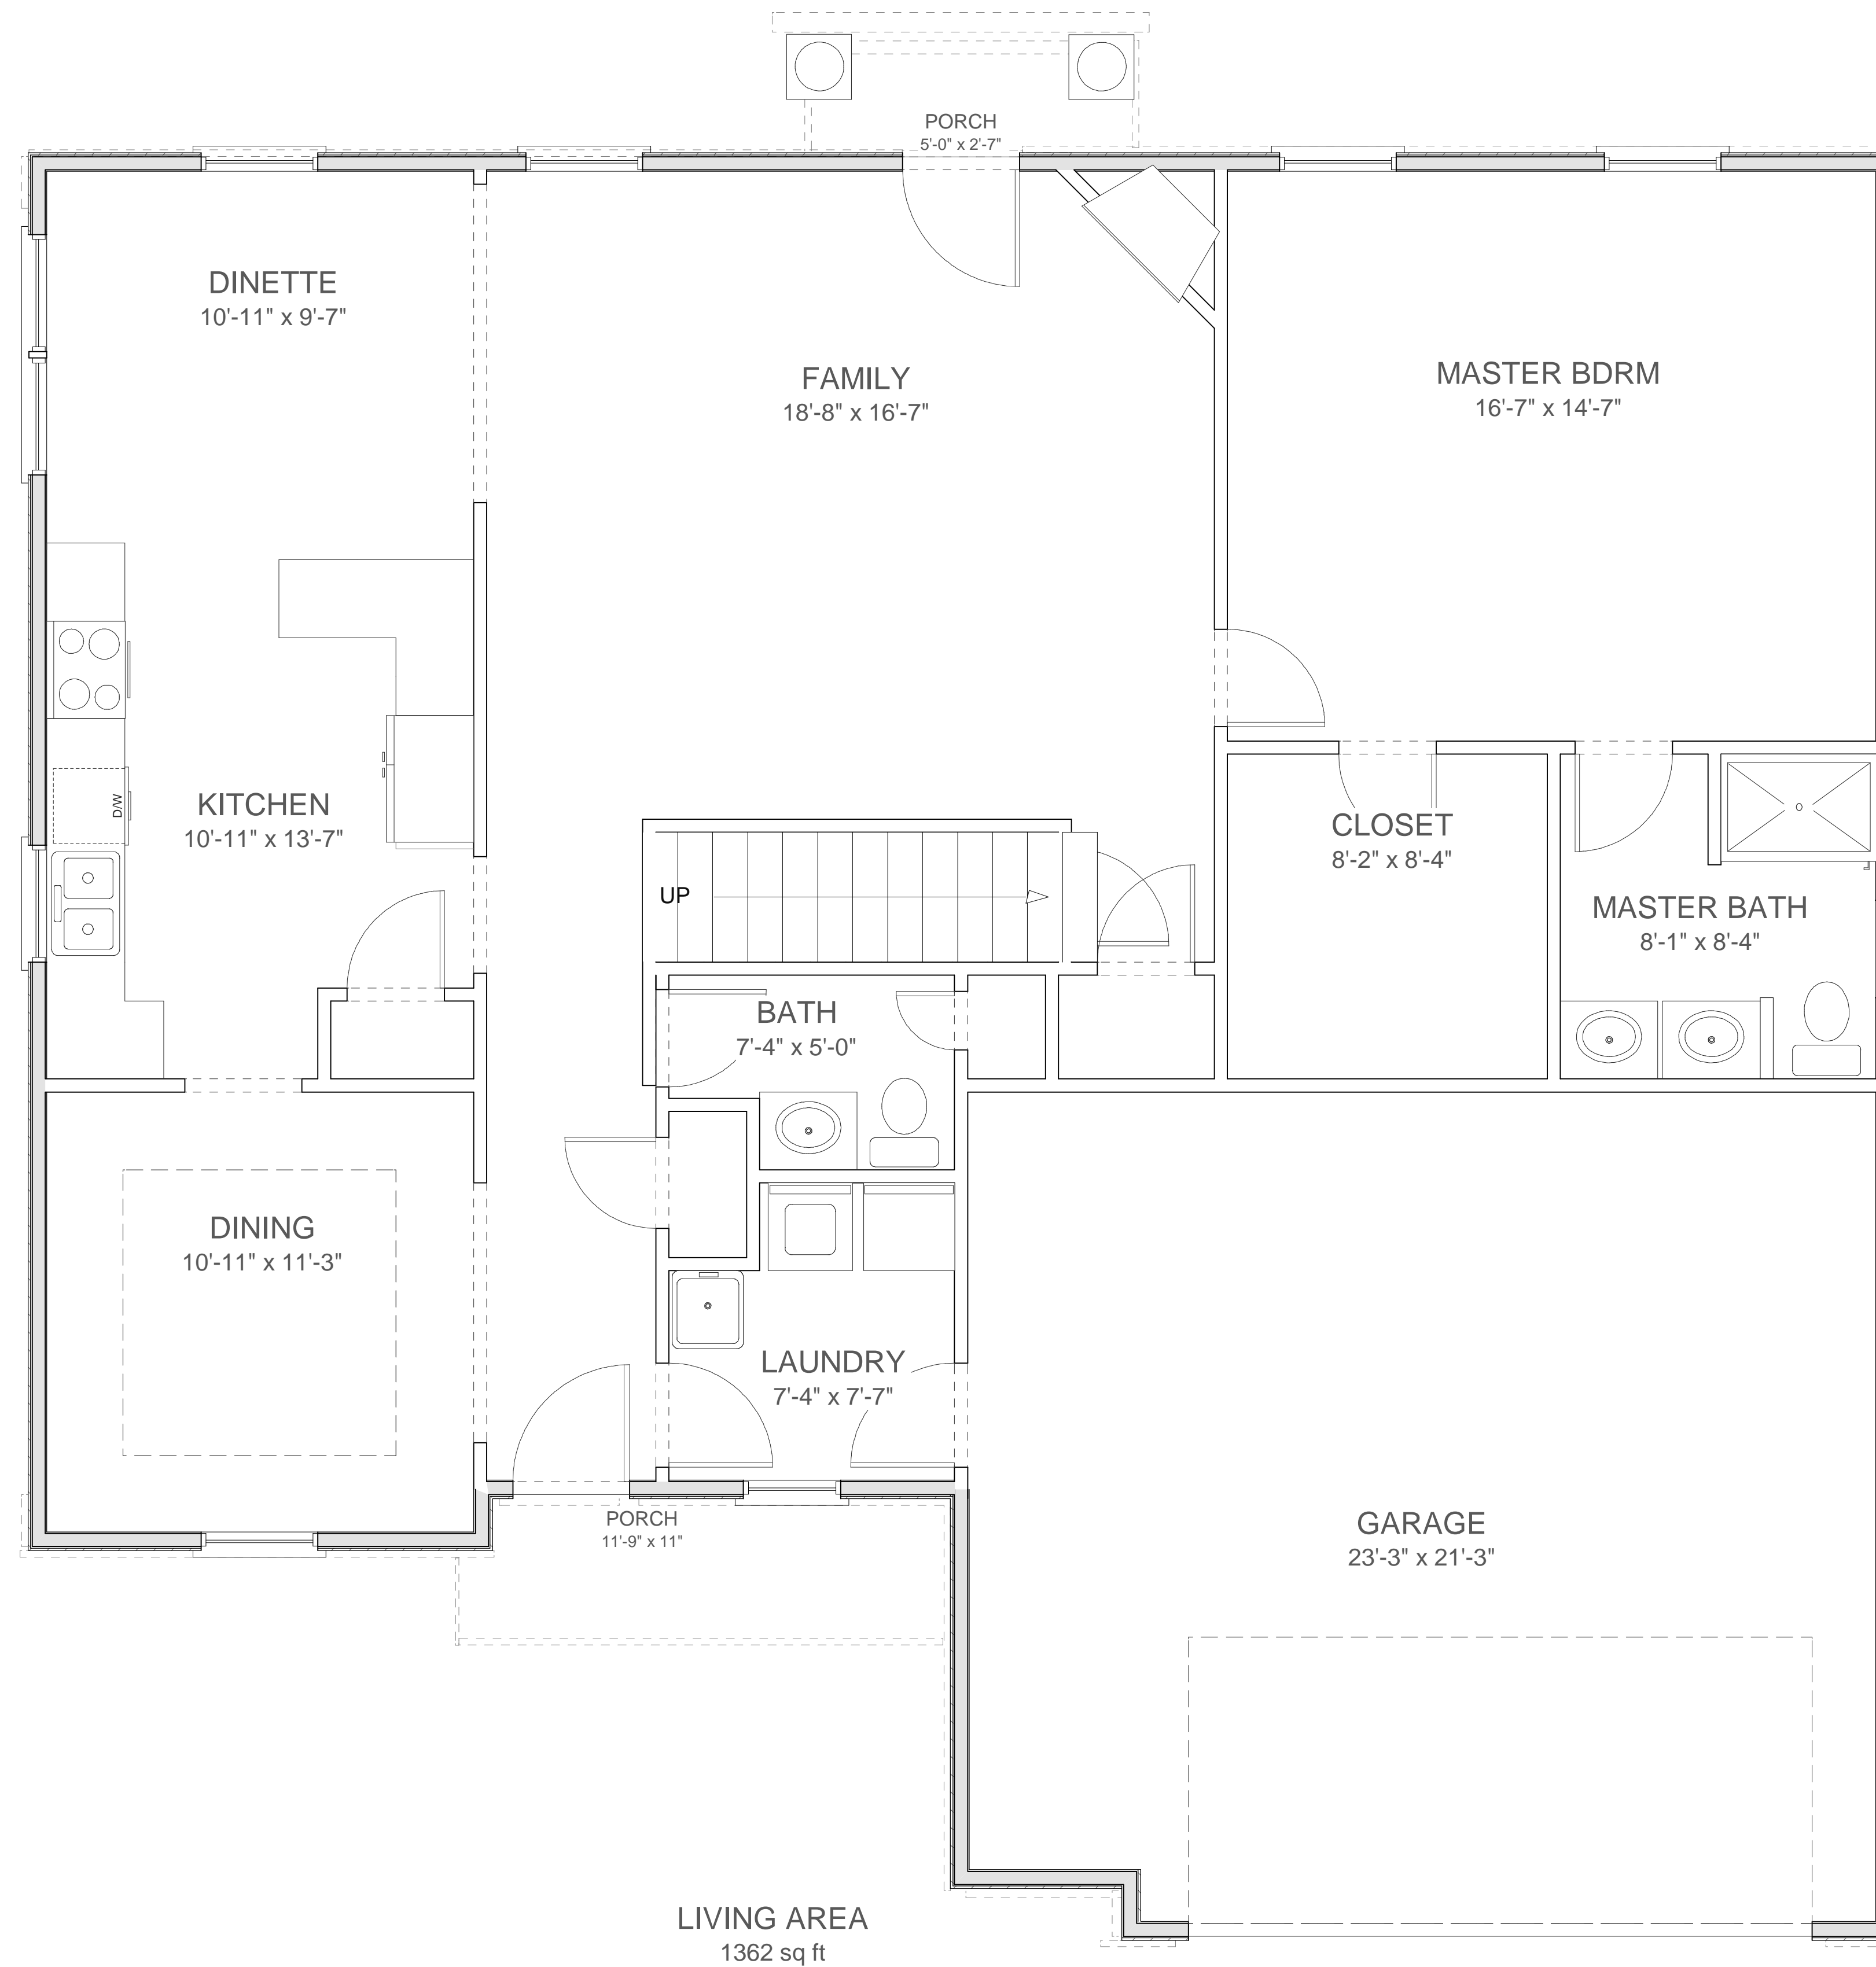 PORCH
5'-0" x 2'-7"
DINETTE
10'-11" x 9'-7"
FAMILY
18'-8" x 16'-7"
MASTER BDRM
16'-7" x 14'-7"
D/W
KITCHEN
10'-11" x 13'-7"
CLOSET
8'-2" x 8'-4"
UP
MASTER BATH
8'-1" x 8'-4"
BATH
7'-4" x 5'-0"
DINING
10'-11" x 11'-3"
LAUNDRY
7'-4" x 7'-7"
PORCH
11'-9" x 11"
GARAGE
23'-3" x 21'-3"
LIVING AREA
1362 sq ft